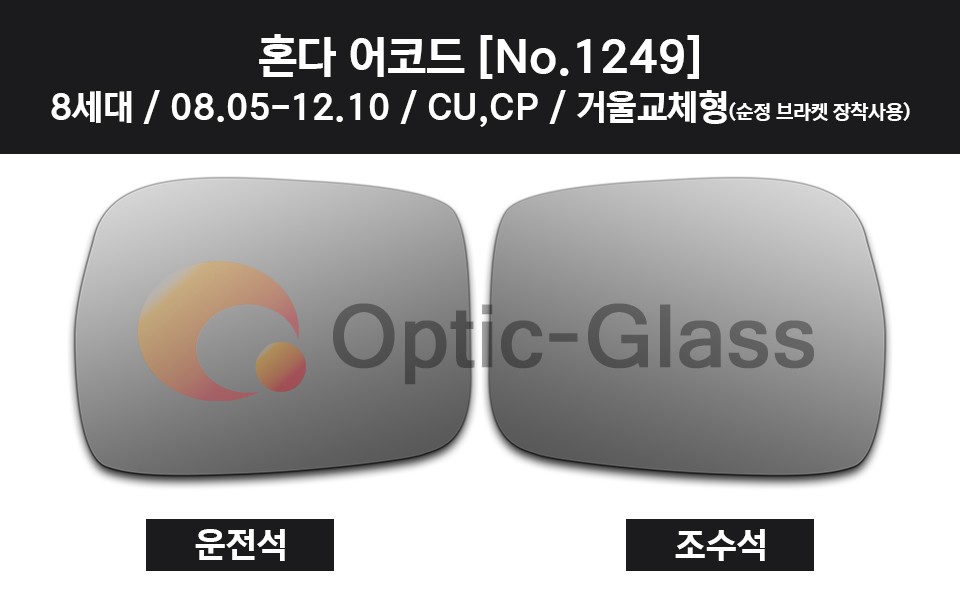 혼다 어코드 [No.1249]
8세대 / 08.05-12.10 / CU,CP / 거울교체형(순정 브라켓 장착사용)
Optic-Glass
운전석
조수석